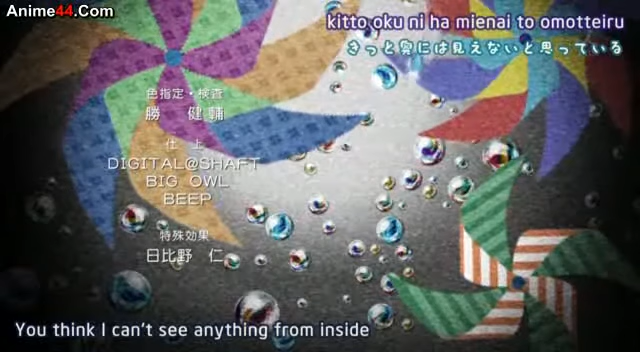 Anime44.Com
kitto oku ni ha mienai to omotteiru
きっと奥には見えないと思っている
色指定・検査
勝 健輔
仕上
DIGITAL@SHAFT
BIG OWL
BEEP
特殊効果
日比野 仁
You think I can't see anything from inside